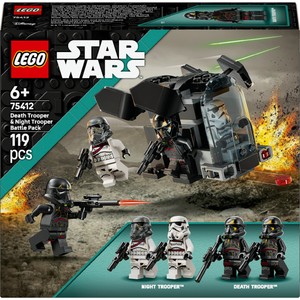 LEGO
STAR
WARS
6+
75412
Death Trooper
& Night Trooper
Battle Pack
119
pcs
NIGHT TROOPER™
DEATH TROOPER™